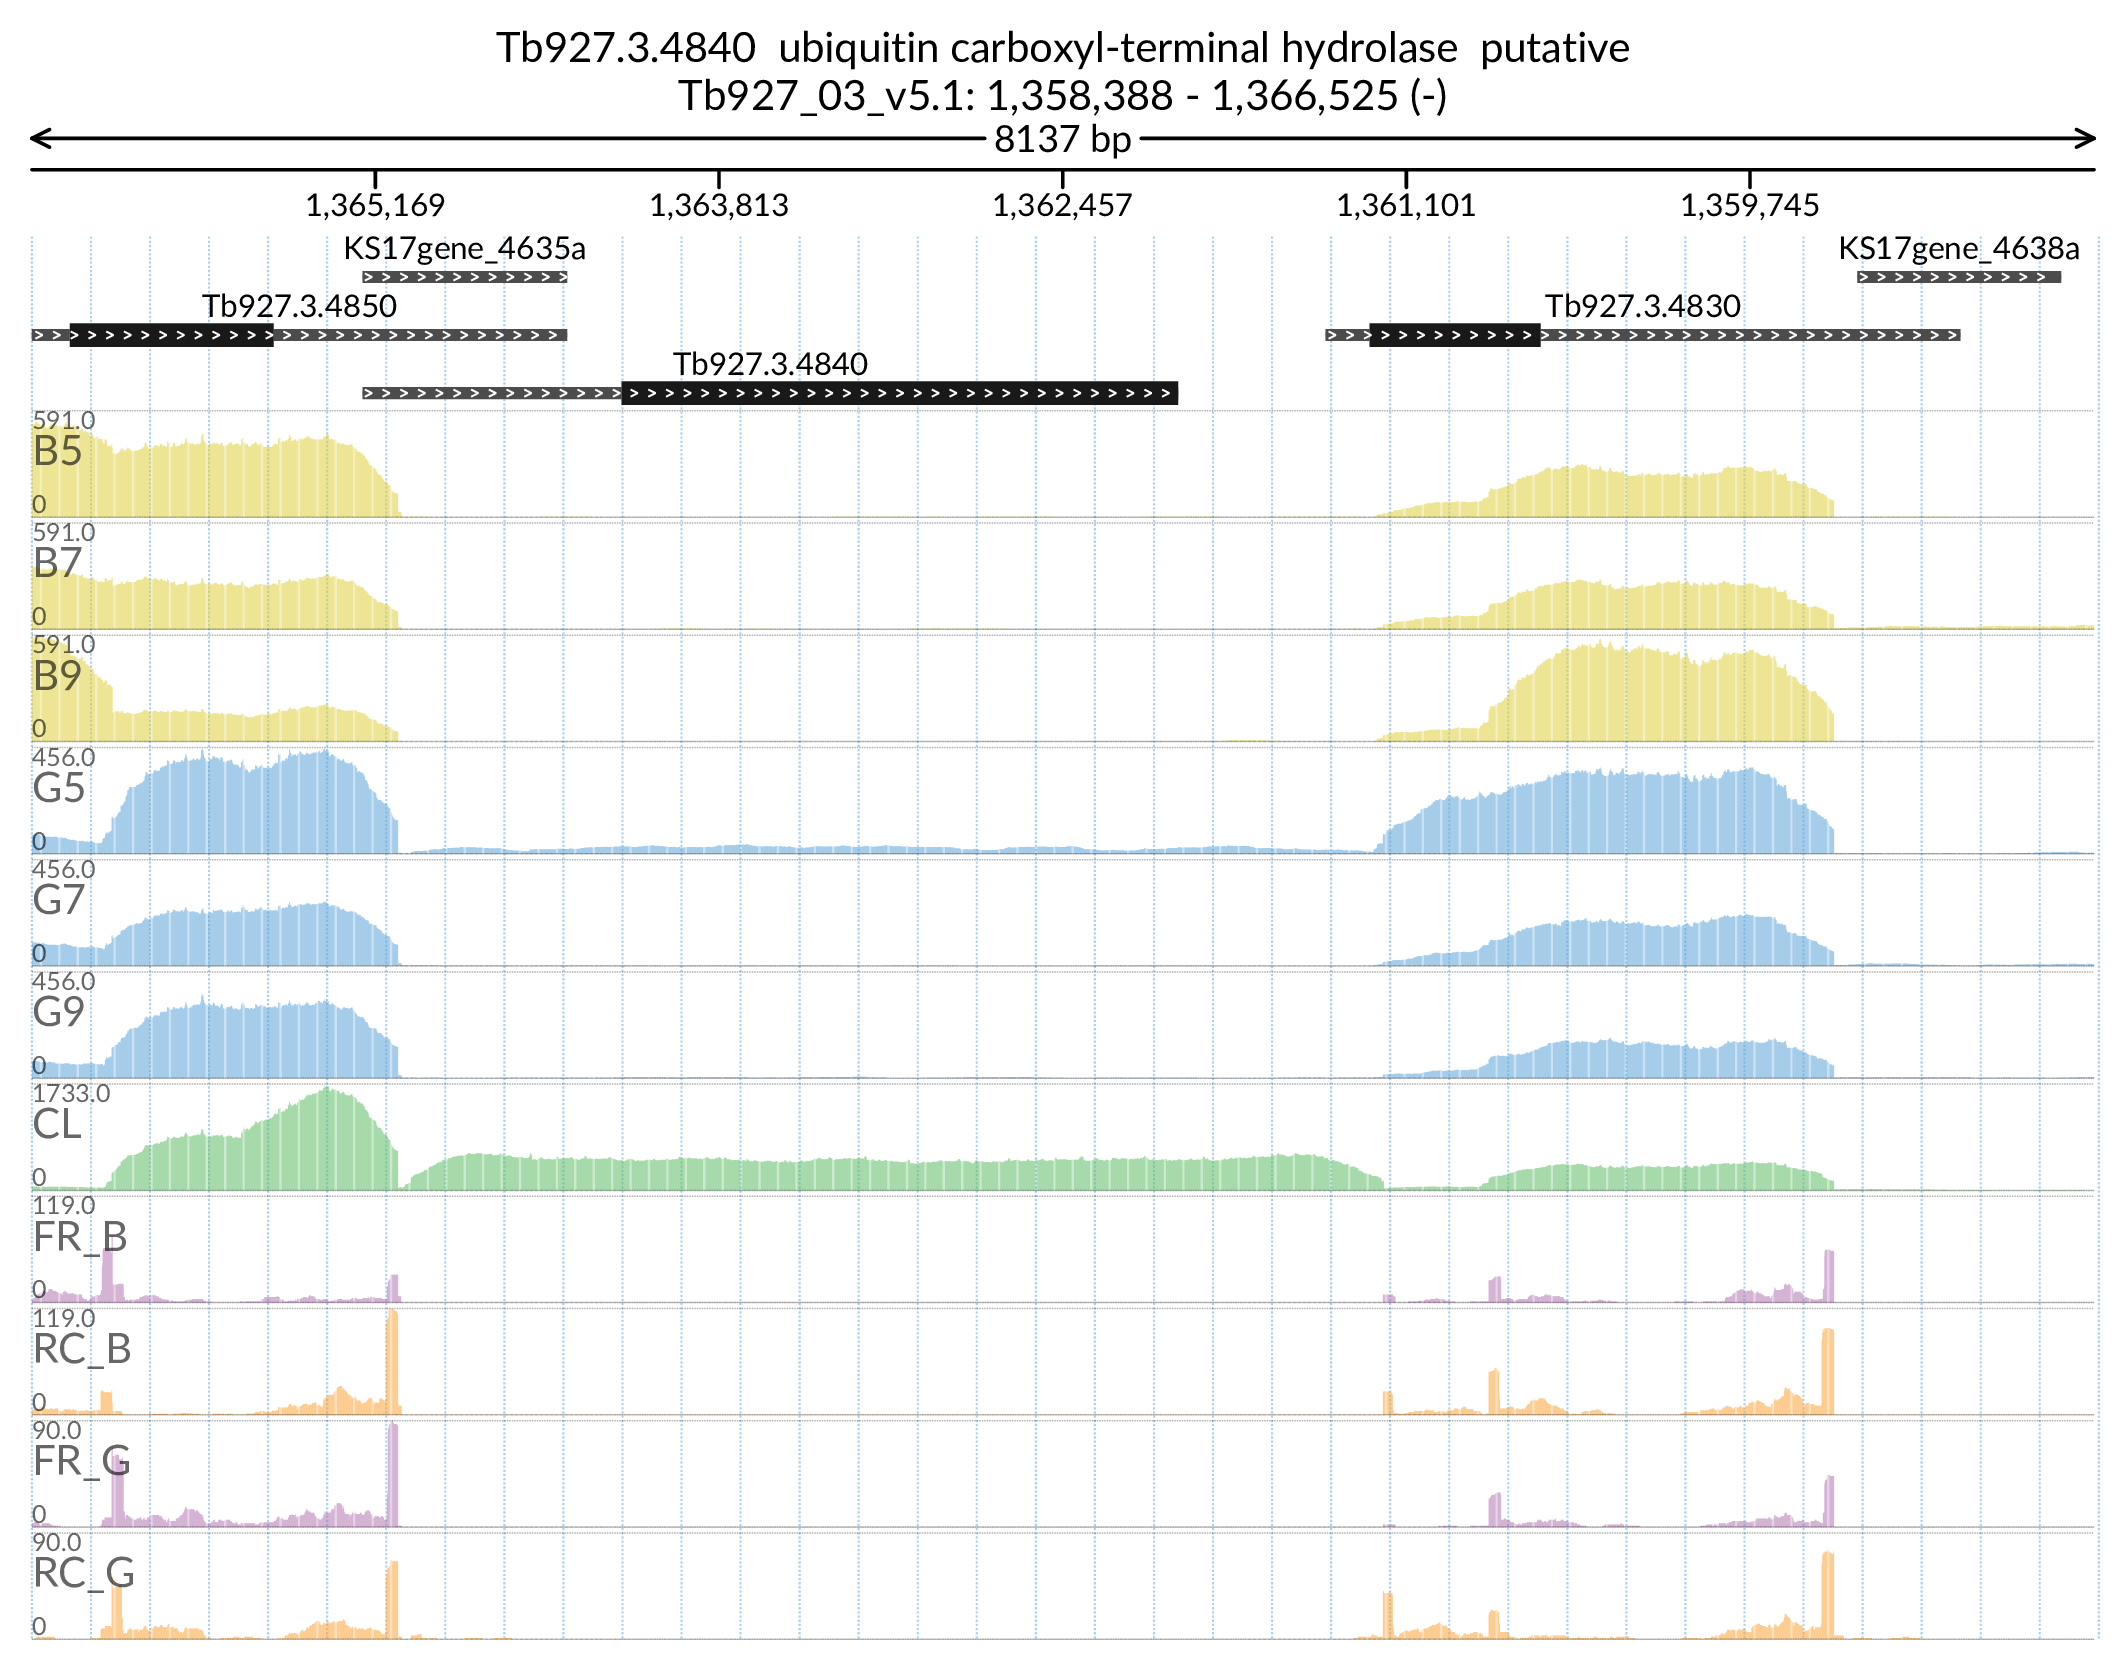 Tb927.3.4840  ubiquitin carboxyl-terminal hydrolase  putative
Tb927_03_v5.1: 1,358,388 - 1,366,525 (-)
8137 bp
1,365,169 1,363,813 1,362,457 1,361,101 1,359,745
KS17gene_4635a KS17gene_4638a
Tb927.3.4850 Tb927.3.4830
Tb927.3.4840
591.0
B5
0
591.0
B7
0
591.0
B9
0
456.0
G5
0
456.0
G7
0
456.0
G9
0
1733.0
CL
0
119.0
FR_B
0
119.0
RC_B
0
90.0
FR_G
0
90.0
RC_G
0